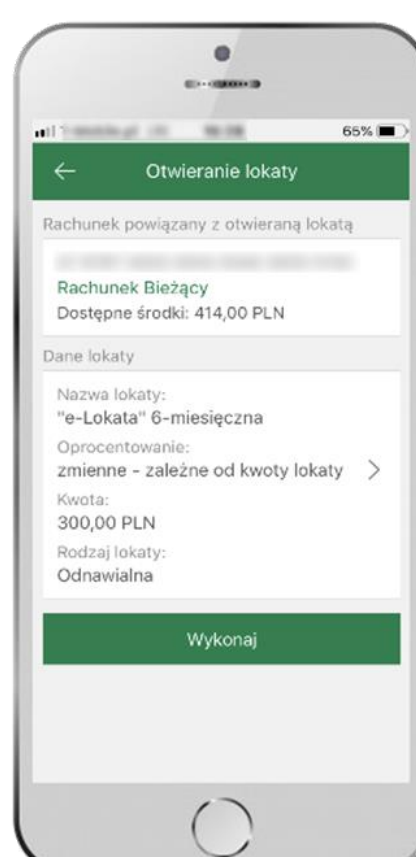 65%
Otwieranie lokaty
Rachunek powiązany z otwieraną lokatą
Rachunek Bieżący
Dostępne środki: 414,00 PLN
Dane lokaty
Nazwa lokaty:
"e-Lokata" 6-miesięczna
Oprocentowanie:
zmienne - zależne od kwoty lokaty
Kwota:
300,00 PLN
Rodzaj lokaty:
Odnawialna
Wykonaj